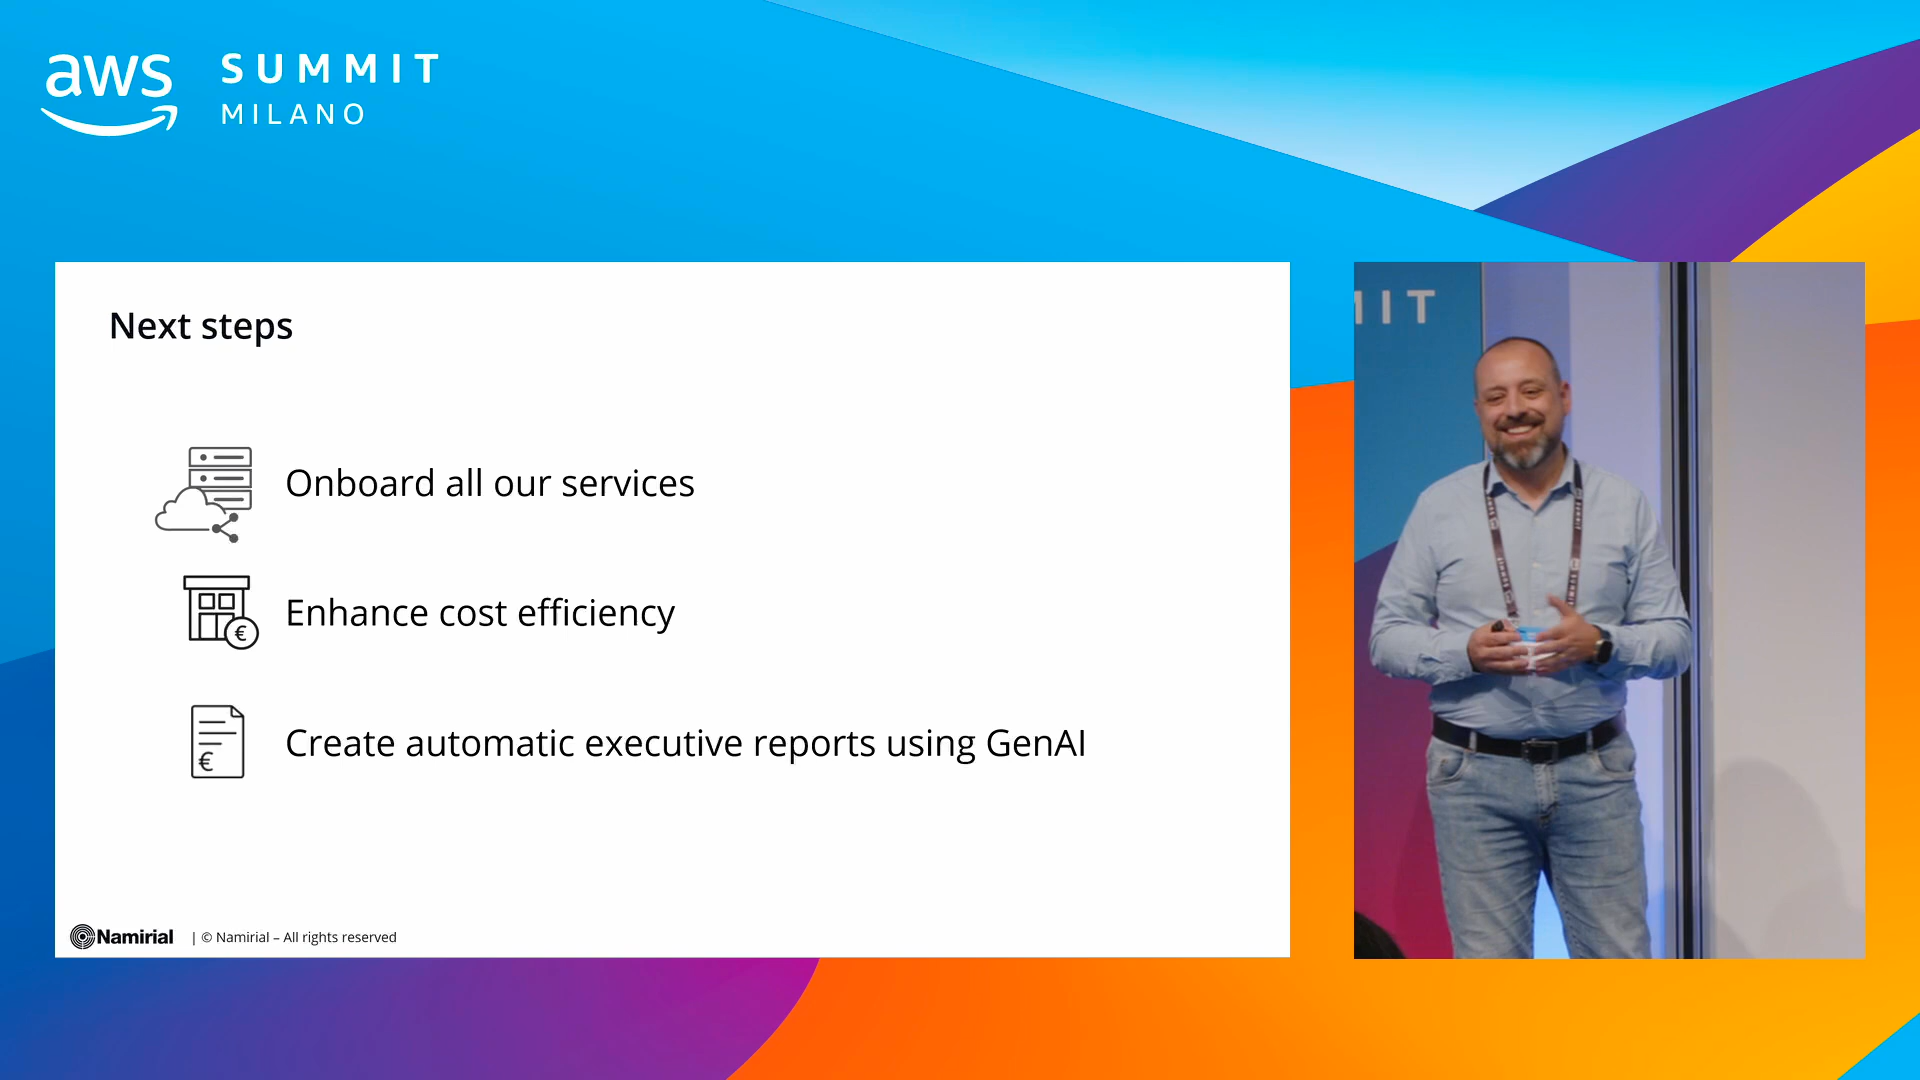 aws SUMMIT
MILANO
Next steps
Onboard all our services
Enhance cost efficiency
€
Create automatic executive reports using GenAI
€
Namirial | © Namirial – All rights reserved